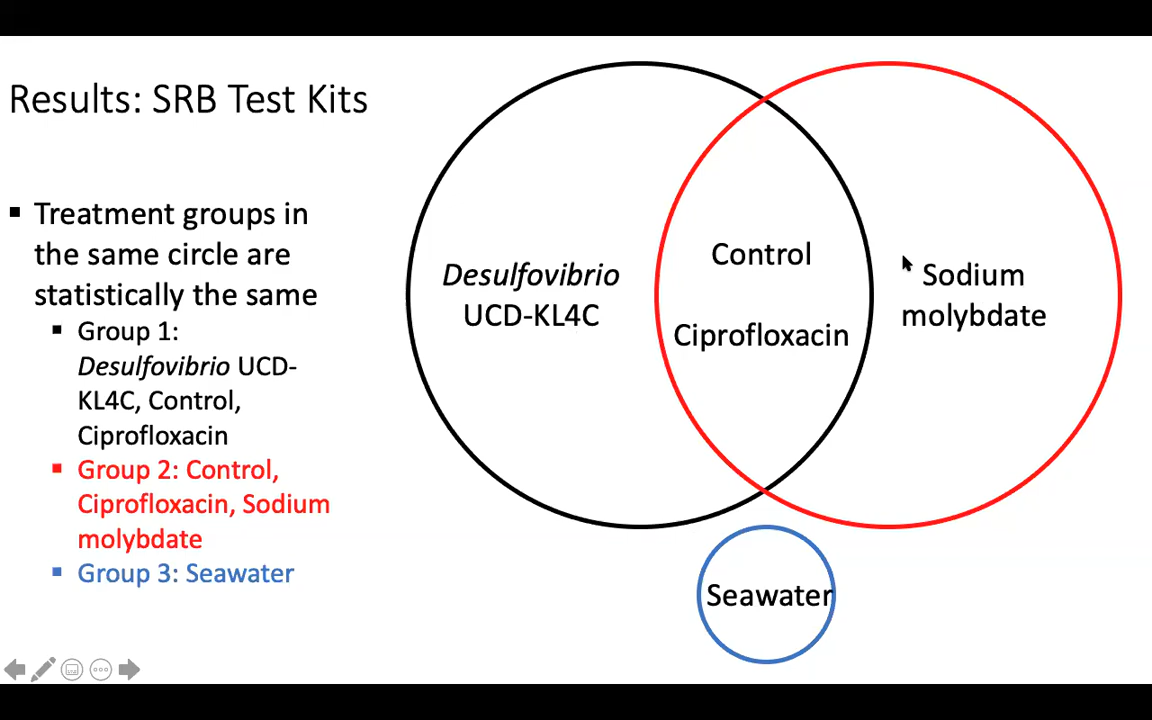 Results: SRB Test Kits
▪ Treatment groups in
the same circle are
statistically the same
▪ Group 1:
Desulfovibrio UCD-
KL4C, Control,
Ciprofloxacin
▪ Group 2: Control,
Ciprofloxacin, Sodium
molybdate
▪ Group 3: Seawater
Desulfovibrio
UCD-KL4C
Control
Ciprofloxacin
Sodium
molybdate
Seawater